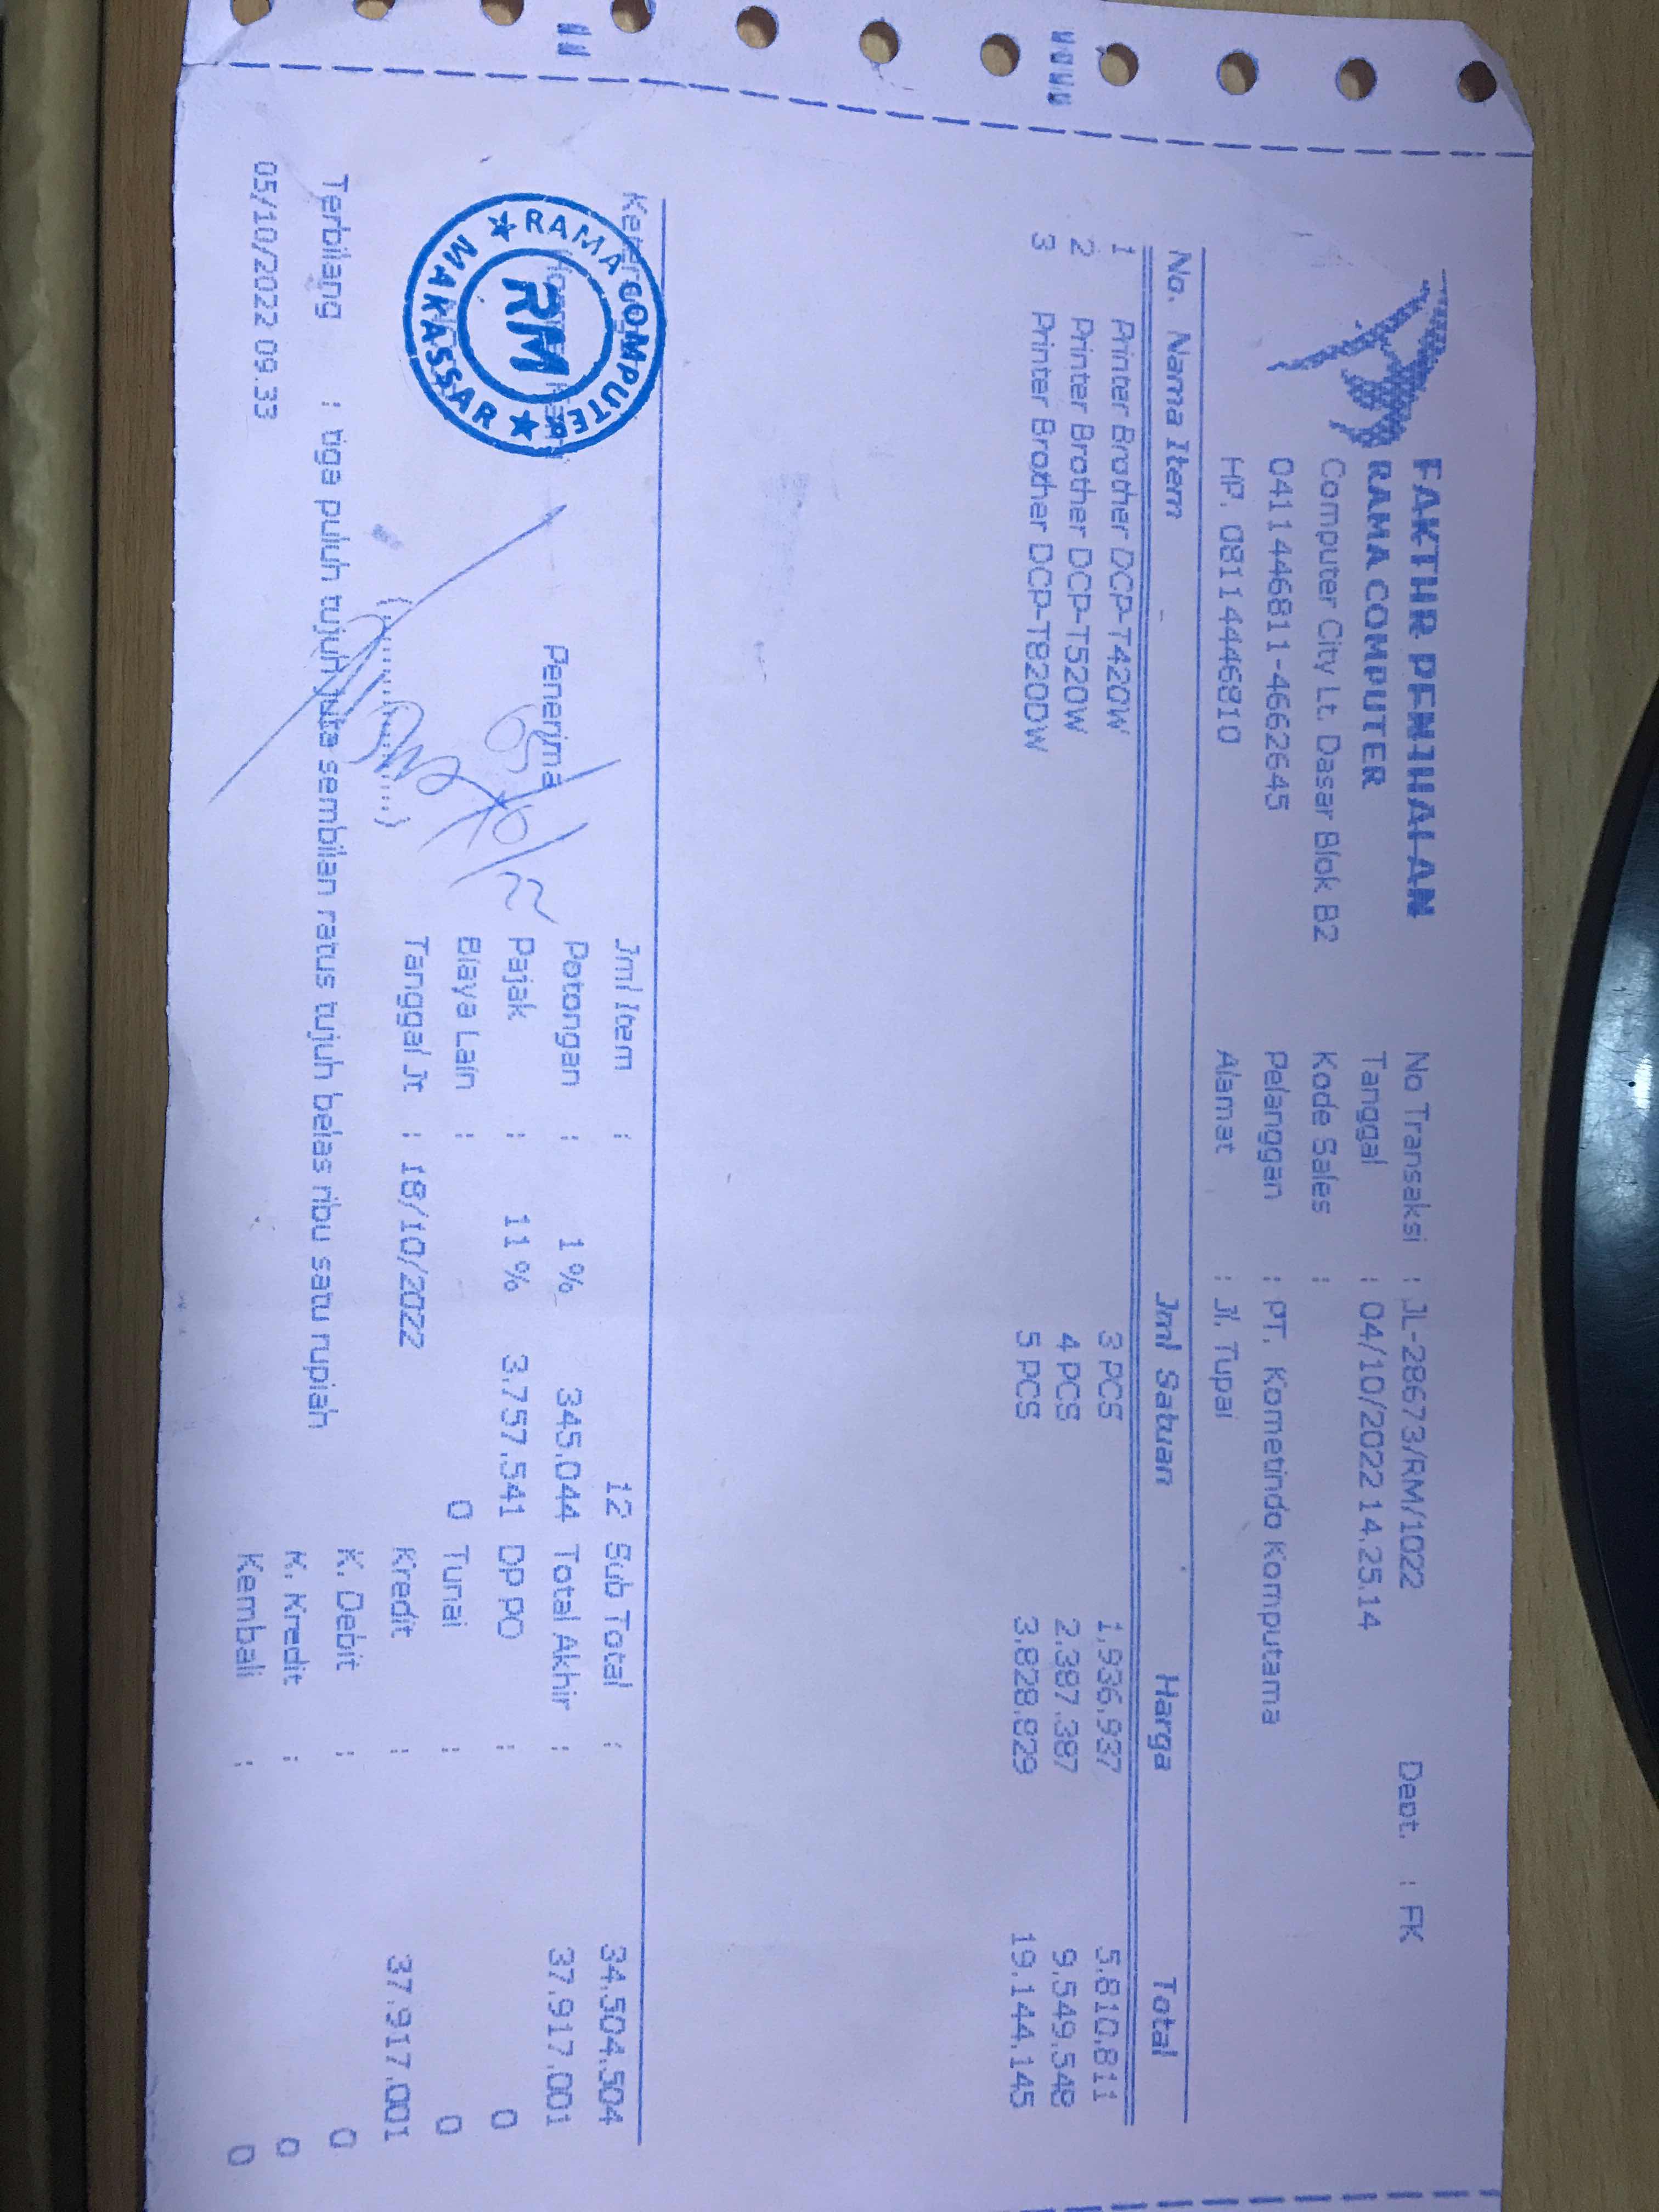 FAKTUR PENJUALAN
RAMA COMPUTER
Computer City Lt. Dasar Blok B2
0411 446811-4662645
HP. 0811 4446810
No Transaksi : JL-28673/RM/1022 Dept. : FK
Tanggal : 04/10/2022 14.25.14
Kode Sales :
Pelanggan : PT. Kometindo Komputama
Alamat : Jl. Tupai
No. Nama Item Jml Satuan Harga Total
1 Printer Brother DCP-T420W 3 PCS 1.936.937 5.810.811
2 Printer Brother DCP-T520W 4 PCS 2.387.387 9.549.548
3 Printer Brother DCP-T820DW 5 PCS 3.828.829 19.144.145
RAMA COMPUTER
MAKASSAR
RM
Penerima
05/10/22
(...............)
Jml Item : 12 Sub Total : 34.504.504
Potongan : 1 % 345.044 Total Akhir : 37.917.001
Pajak : 11 % 3.757.541 DP PO : 0
Biaya Lain : 0 Tunai : 0
Tanggal Jt : 18/10/2022 Kredit : 37.917.001
K. Debit : 0
K. Kredit : 0
Kembali : 0
Terbilang : tiga puluh tujuh juta sembilan ratus tujuh belas ribu satu rupiah
05/10/2022 09.33